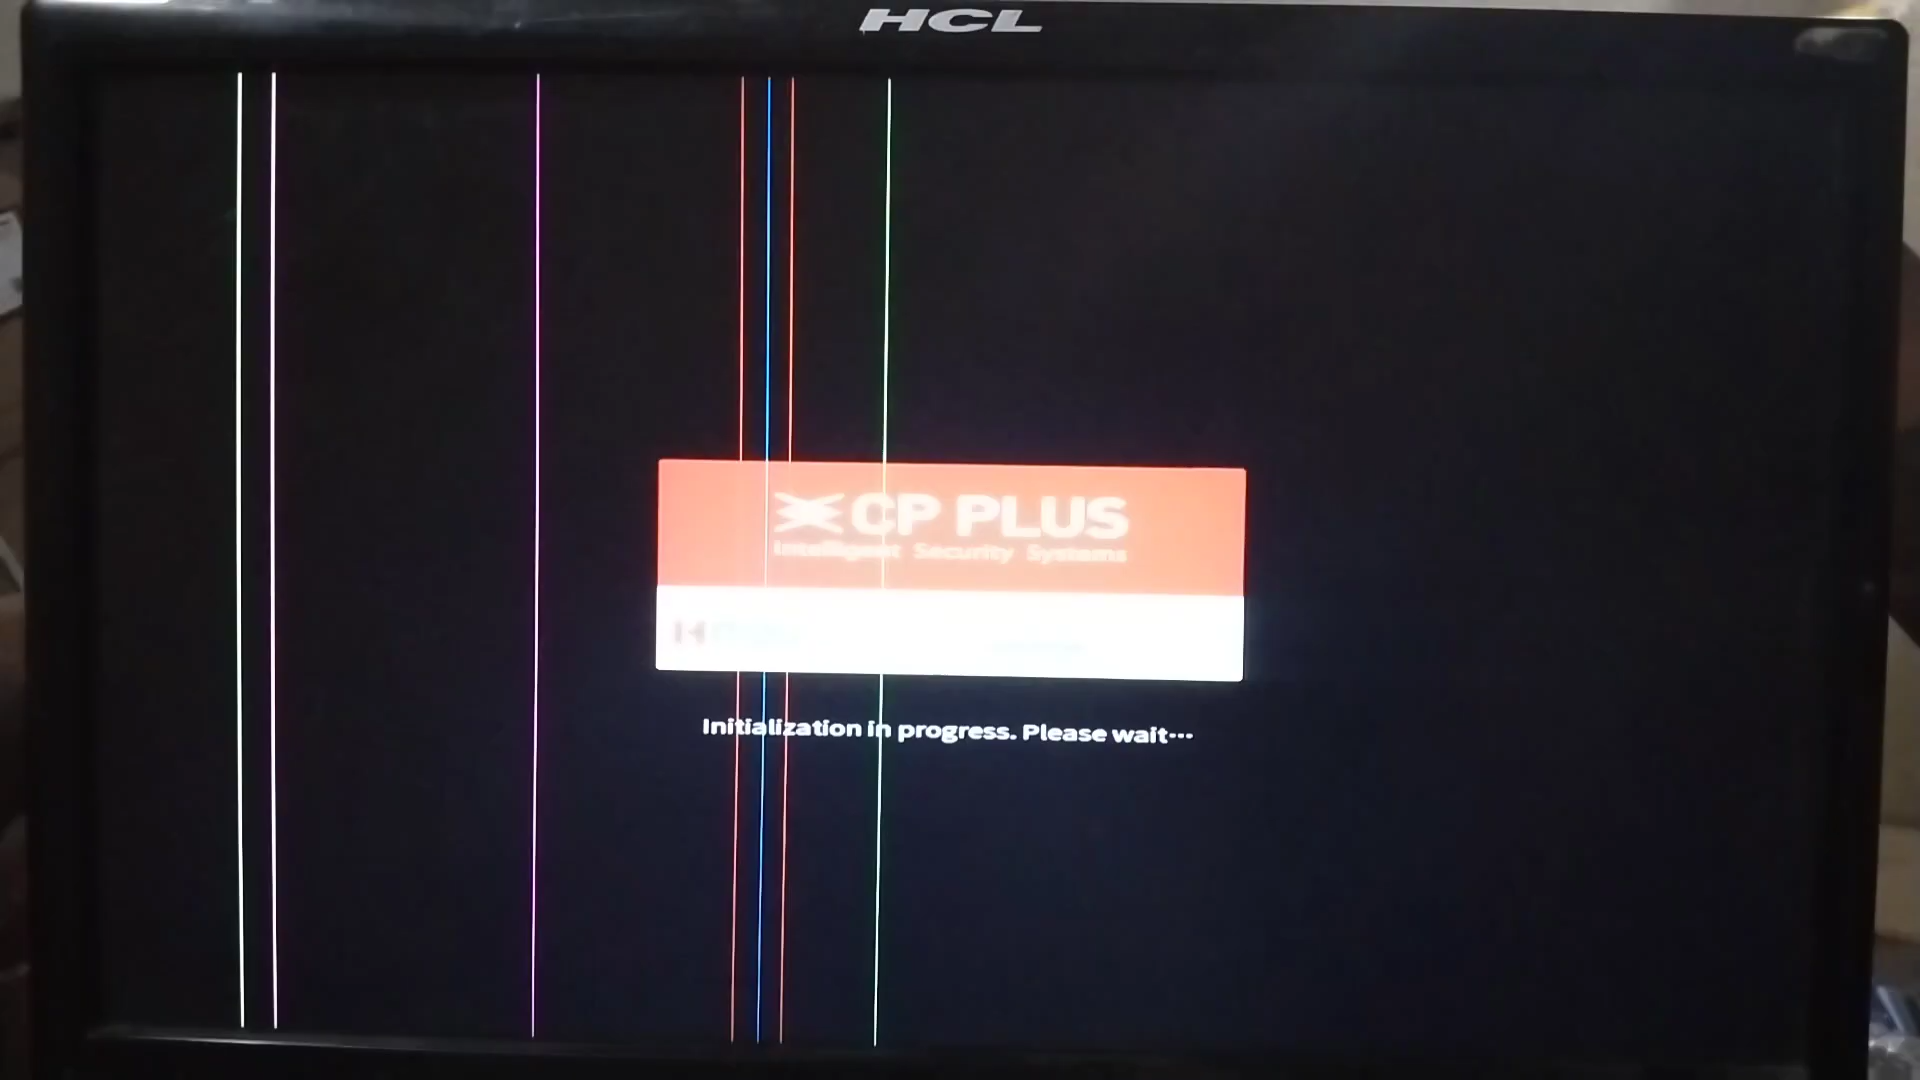 HCL
CP PLUS
Intelligent Security Systems
Initialization in progress. Please wait...